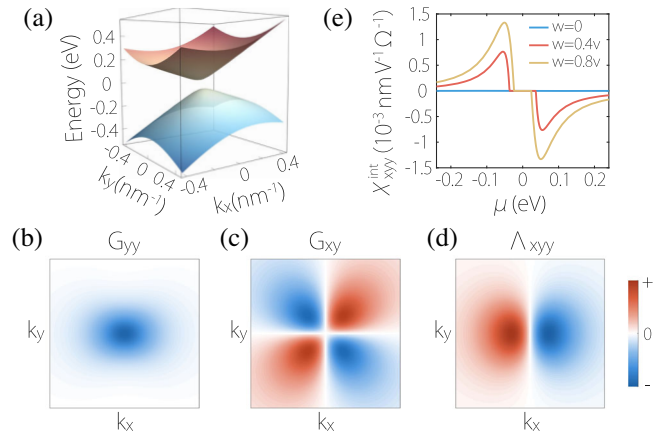 (a)
Energy (eV)
0.4
0.2
0
-0.2
-0.4
-0.4
0
0.4
ky(nm⁻¹)
-0.4
0
0.4
kx(nm⁻¹)
(e)
χ^int_xyy (10⁻³ nm V⁻¹ Ω⁻¹)
1.5
1
0.5
0
-0.5
-1
-1.5
w=0
w=0.4v
w=0.8v
-0.2
-0.1
0
0.1
0.2
μ (eV)
(b)
G_yy
ky
kx
(c)
G_xy
ky
kx
(d)
Λ_xyy
ky
kx
+
0
-